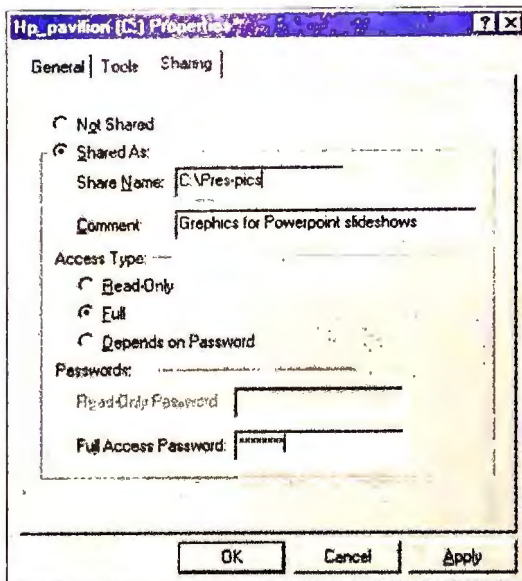 Hp_pavilion (C:) Properties
General Tools Sharing
Not Shared
Shared As:
Share Name: C:\Pres-pics
Comment: Graphics for Powerpoint slideshows
Access Type:
Read-Only
Full
Depends on Password
Passwords:
Read-Only Password
Full Access Password: *******
OK Cancel Apply